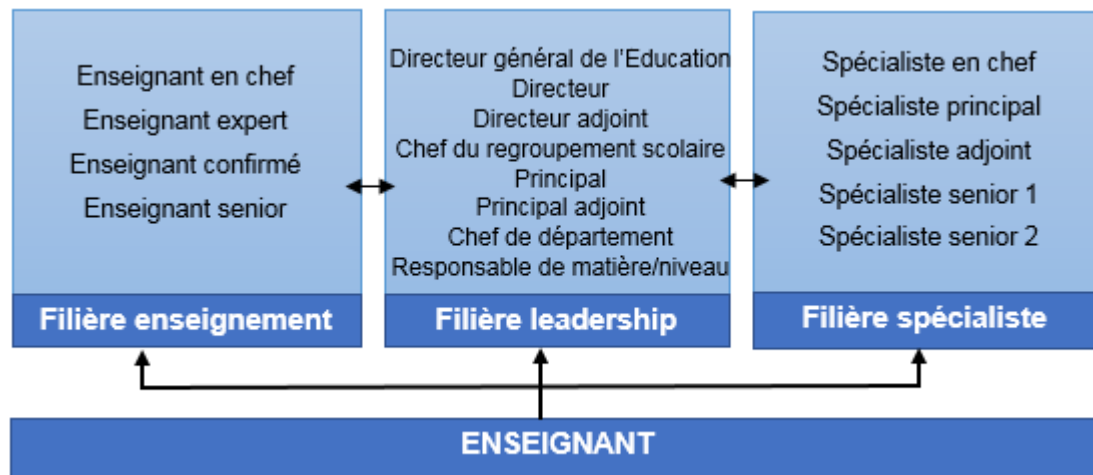 Enseignant en chef
Enseignant expert
Enseignant confirmé
Enseignant senior
Filière enseignement
Directeur général de l'Education
Directeur
Directeur adjoint
Chef du regroupement scolaire
Principal
Principal adjoint
Chef de département
Responsable de matière/niveau
Filière leadership
Spécialiste en chef
Spécialiste principal
Spécialiste adjoint
Spécialiste senior 1
Spécialiste senior 2
Filière spécialiste
ENSEIGNANT